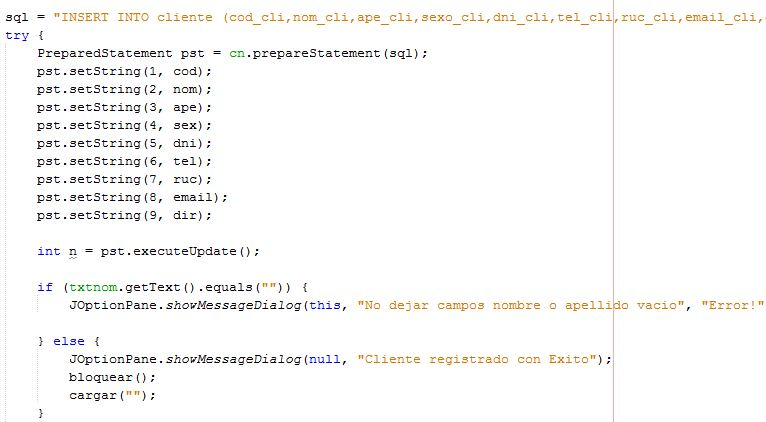 sql = "INSERT INTO cliente (cod_cli,nom_cli,ape_cli,sexo_cli,dni_cli,tel_cli,ruc_cli,email_cli,
try {
PreparedStatement pst = cn.prepareStatement(sql);
pst.setString(1, cod);
pst.setString(2, nom);
pst.setString(3, ape);
pst.setString(4, sex);
pst.setString(5, dni);
pst.setString(6, tel);
pst.setString(7, ruc);
pst.setString(8, email);
pst.setString(9, dir);
int n = pst.executeUpdate();
if (txtnom.getText().equals("")) {
JOptionPane.showMessageDialog(this, "No dejar campos nombre o apellido vacio", "Error!"
} else {
JOptionPane.showMessageDialog(null, "Cliente registrado con Exito");
bloquear();
cargar("");
}